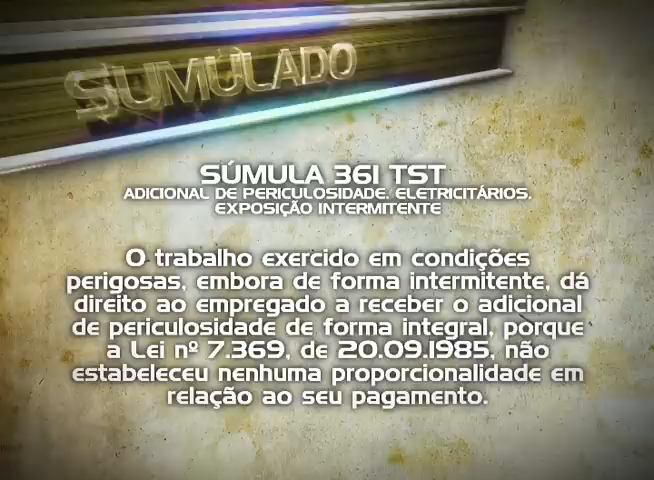 SUMULADO
SÚMULA 361 TST
ADICIONAL DE PERICULOSIDADE. ELETRICITÁRIOS.
EXPOSIÇÃO INTERMITENTE
O trabalho exercido em condições
perigosas, embora de forma intermitente, dá
direito ao empregado a receber o adicional
de periculosidade de forma integral, porque
a Lei nº 7.369, de 20.09.1985, não
estabeleceu nenhuma proporcionalidade em
relação ao seu pagamento.